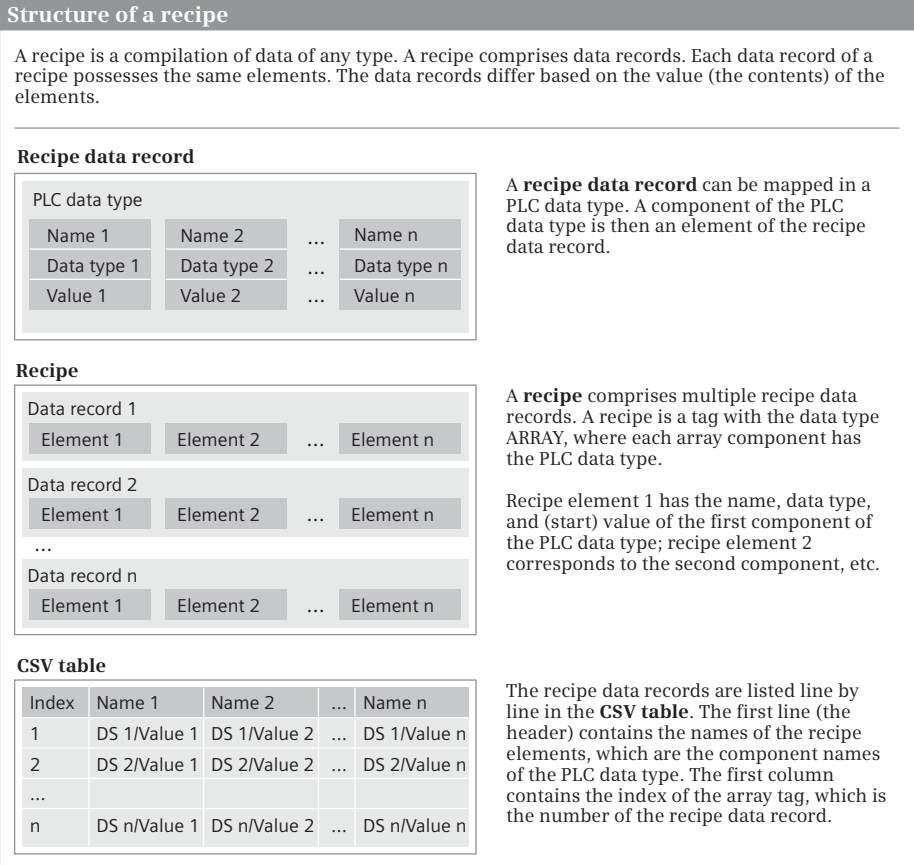 Structure of a recipe
A recipe is a compilation of data of any type. A recipe comprises data records. Each data record of a
recipe possesses the same elements. The data records differ based on the value (the contents) of the
elements.
Recipe data record
PLC data type
Name 1 Name 2 ... Name n
Data type 1 Data type 2 ... Data type n
Value 1 Value 2 ... Value n
A recipe data record can be mapped in a
PLC data type. A component of the PLC
data type is then an element of the recipe
data record.
Recipe
Data record 1
Element 1 Element 2 ... Element n
Data record 2
Element 1 Element 2 ... Element n
...
Data record n
Element 1 Element 2 ... Element n
A recipe comprises multiple recipe data
records. A recipe is a tag with the data type
ARRAY, where each array component has
the PLC data type.
Recipe element 1 has the name, data type,
and (start) value of the first component of
the PLC data type; recipe element 2
corresponds to the second component, etc.
CSV table
Index Name 1 Name 2 ... Name n
1 DS 1/Value 1 DS 1/Value 2 ... DS 1/Value n
2 DS 2/Value 1 DS 2/Value 2 ... DS 2/Value n
...
n DS n/Value 1 DS n/Value 2 ... DS n/Value n
The recipe data records are listed line by
line in the CSV table. The first line (the
header) contains the names of the recipe
elements, which are the component names
of the PLC data type. The first column
contains the index of the array tag, which is
the number of the recipe data record.